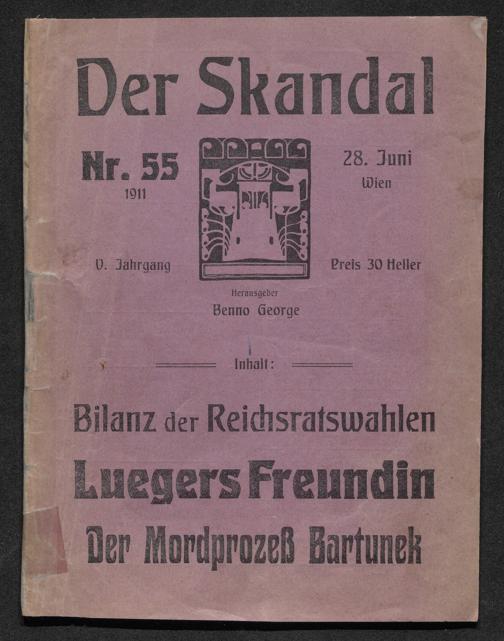 Der Skandal
Nr. 55
1911
28. Juni
Wien
V. Jahrgang
Preis 30 Heller
Herausgeber
Benno George
Inhalt:
Bilanz der Reichsratswahlen
Luegers Freundin
Der Mordprozeß Bartunek